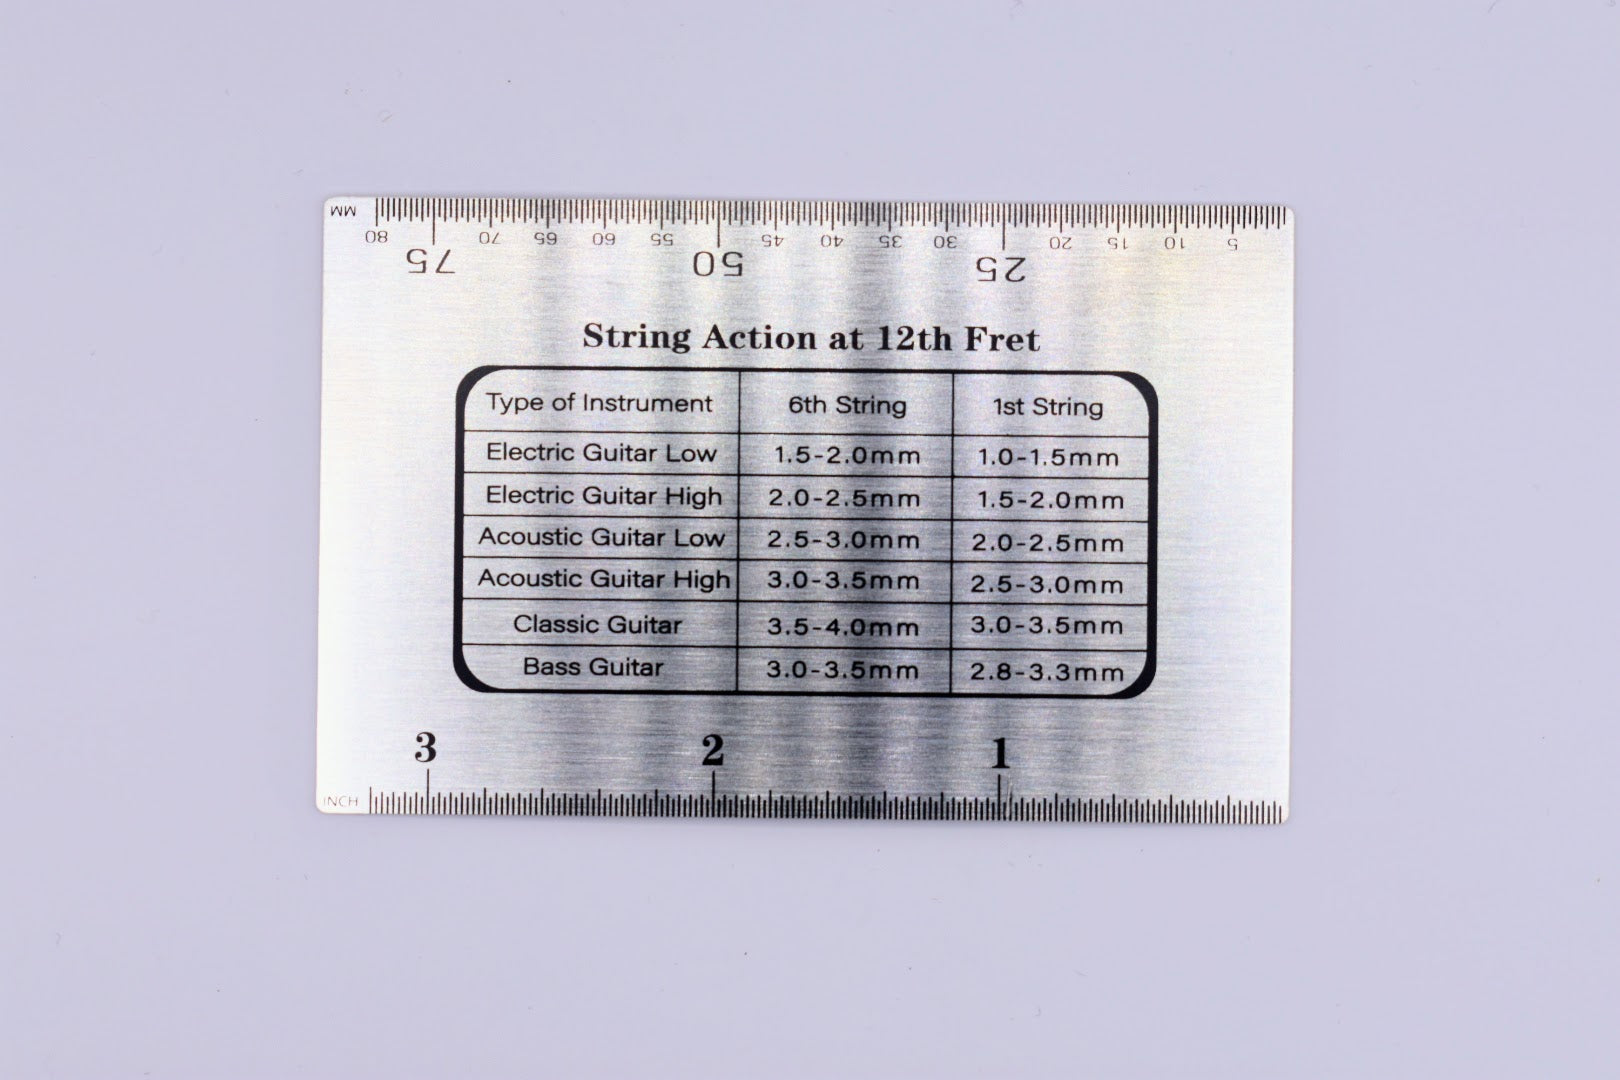 MM
80 75 70 65 60 55 50 45 40 35 30 25 20 15 10 5
String Action at 12th Fret
Type of Instrument 6th String 1st String
Electric Guitar Low 1.5-2.0mm 1.0-1.5mm
Electric Guitar High 2.0-2.5mm 1.5-2.0mm
Acoustic Guitar Low 2.5-3.0mm 2.0-2.5mm
Acoustic Guitar High 3.0-3.5mm 2.5-3.0mm
Classic Guitar 3.5-4.0mm 3.0-3.5mm
Bass Guitar 3.0-3.5mm 2.8-3.3mm
3 2 1
INCH